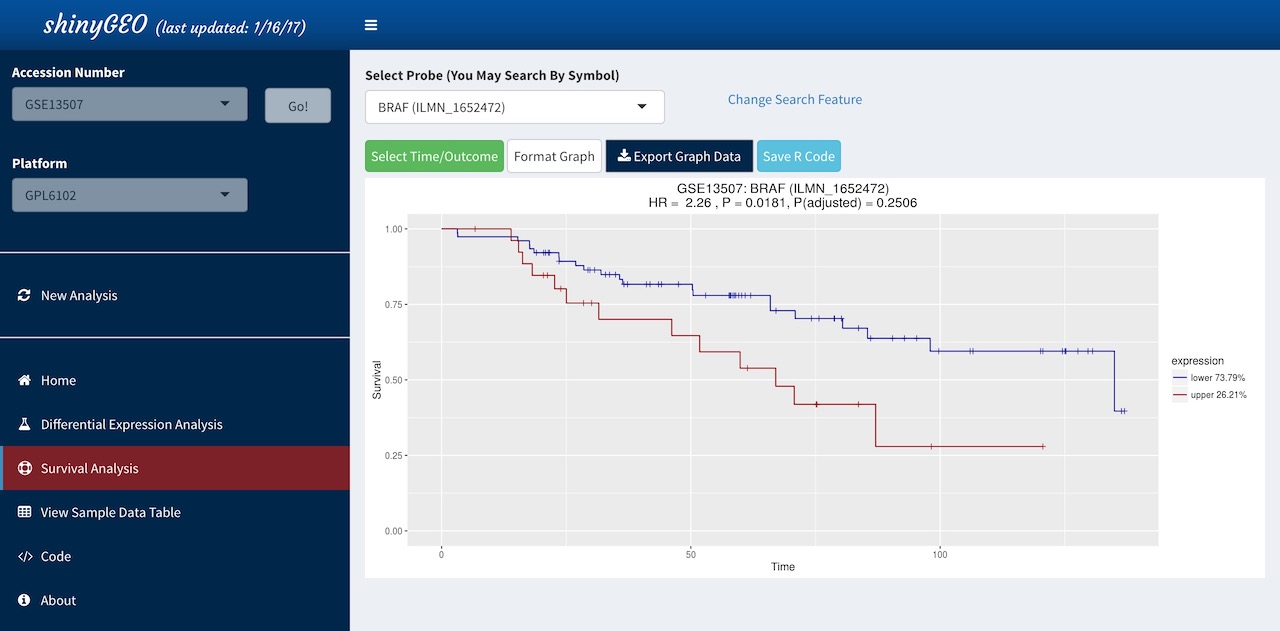 shinyGEO (last updated: 1/16/17)
Accession Number
GSE13507
Go!
Platform
GPL6102
New Analysis
Home
Differential Expression Analysis
Survival Analysis
View Sample Data Table
</> Code
About
Select Probe (You May Search By Symbol)
BRAF (ILMN_1652472)
Change Search Feature
Select Time/Outcome
Format Graph
Export Graph Data
Save R Code
GSE13507: BRAF (ILMN_1652472)
HR = 2.26 , P = 0.0181, P(adjusted) = 0.2506
Survival
1.00
0.75
0.50
0.25
0.00
0
50
100
Time
expression
lower 73.79%
upper 26.21%